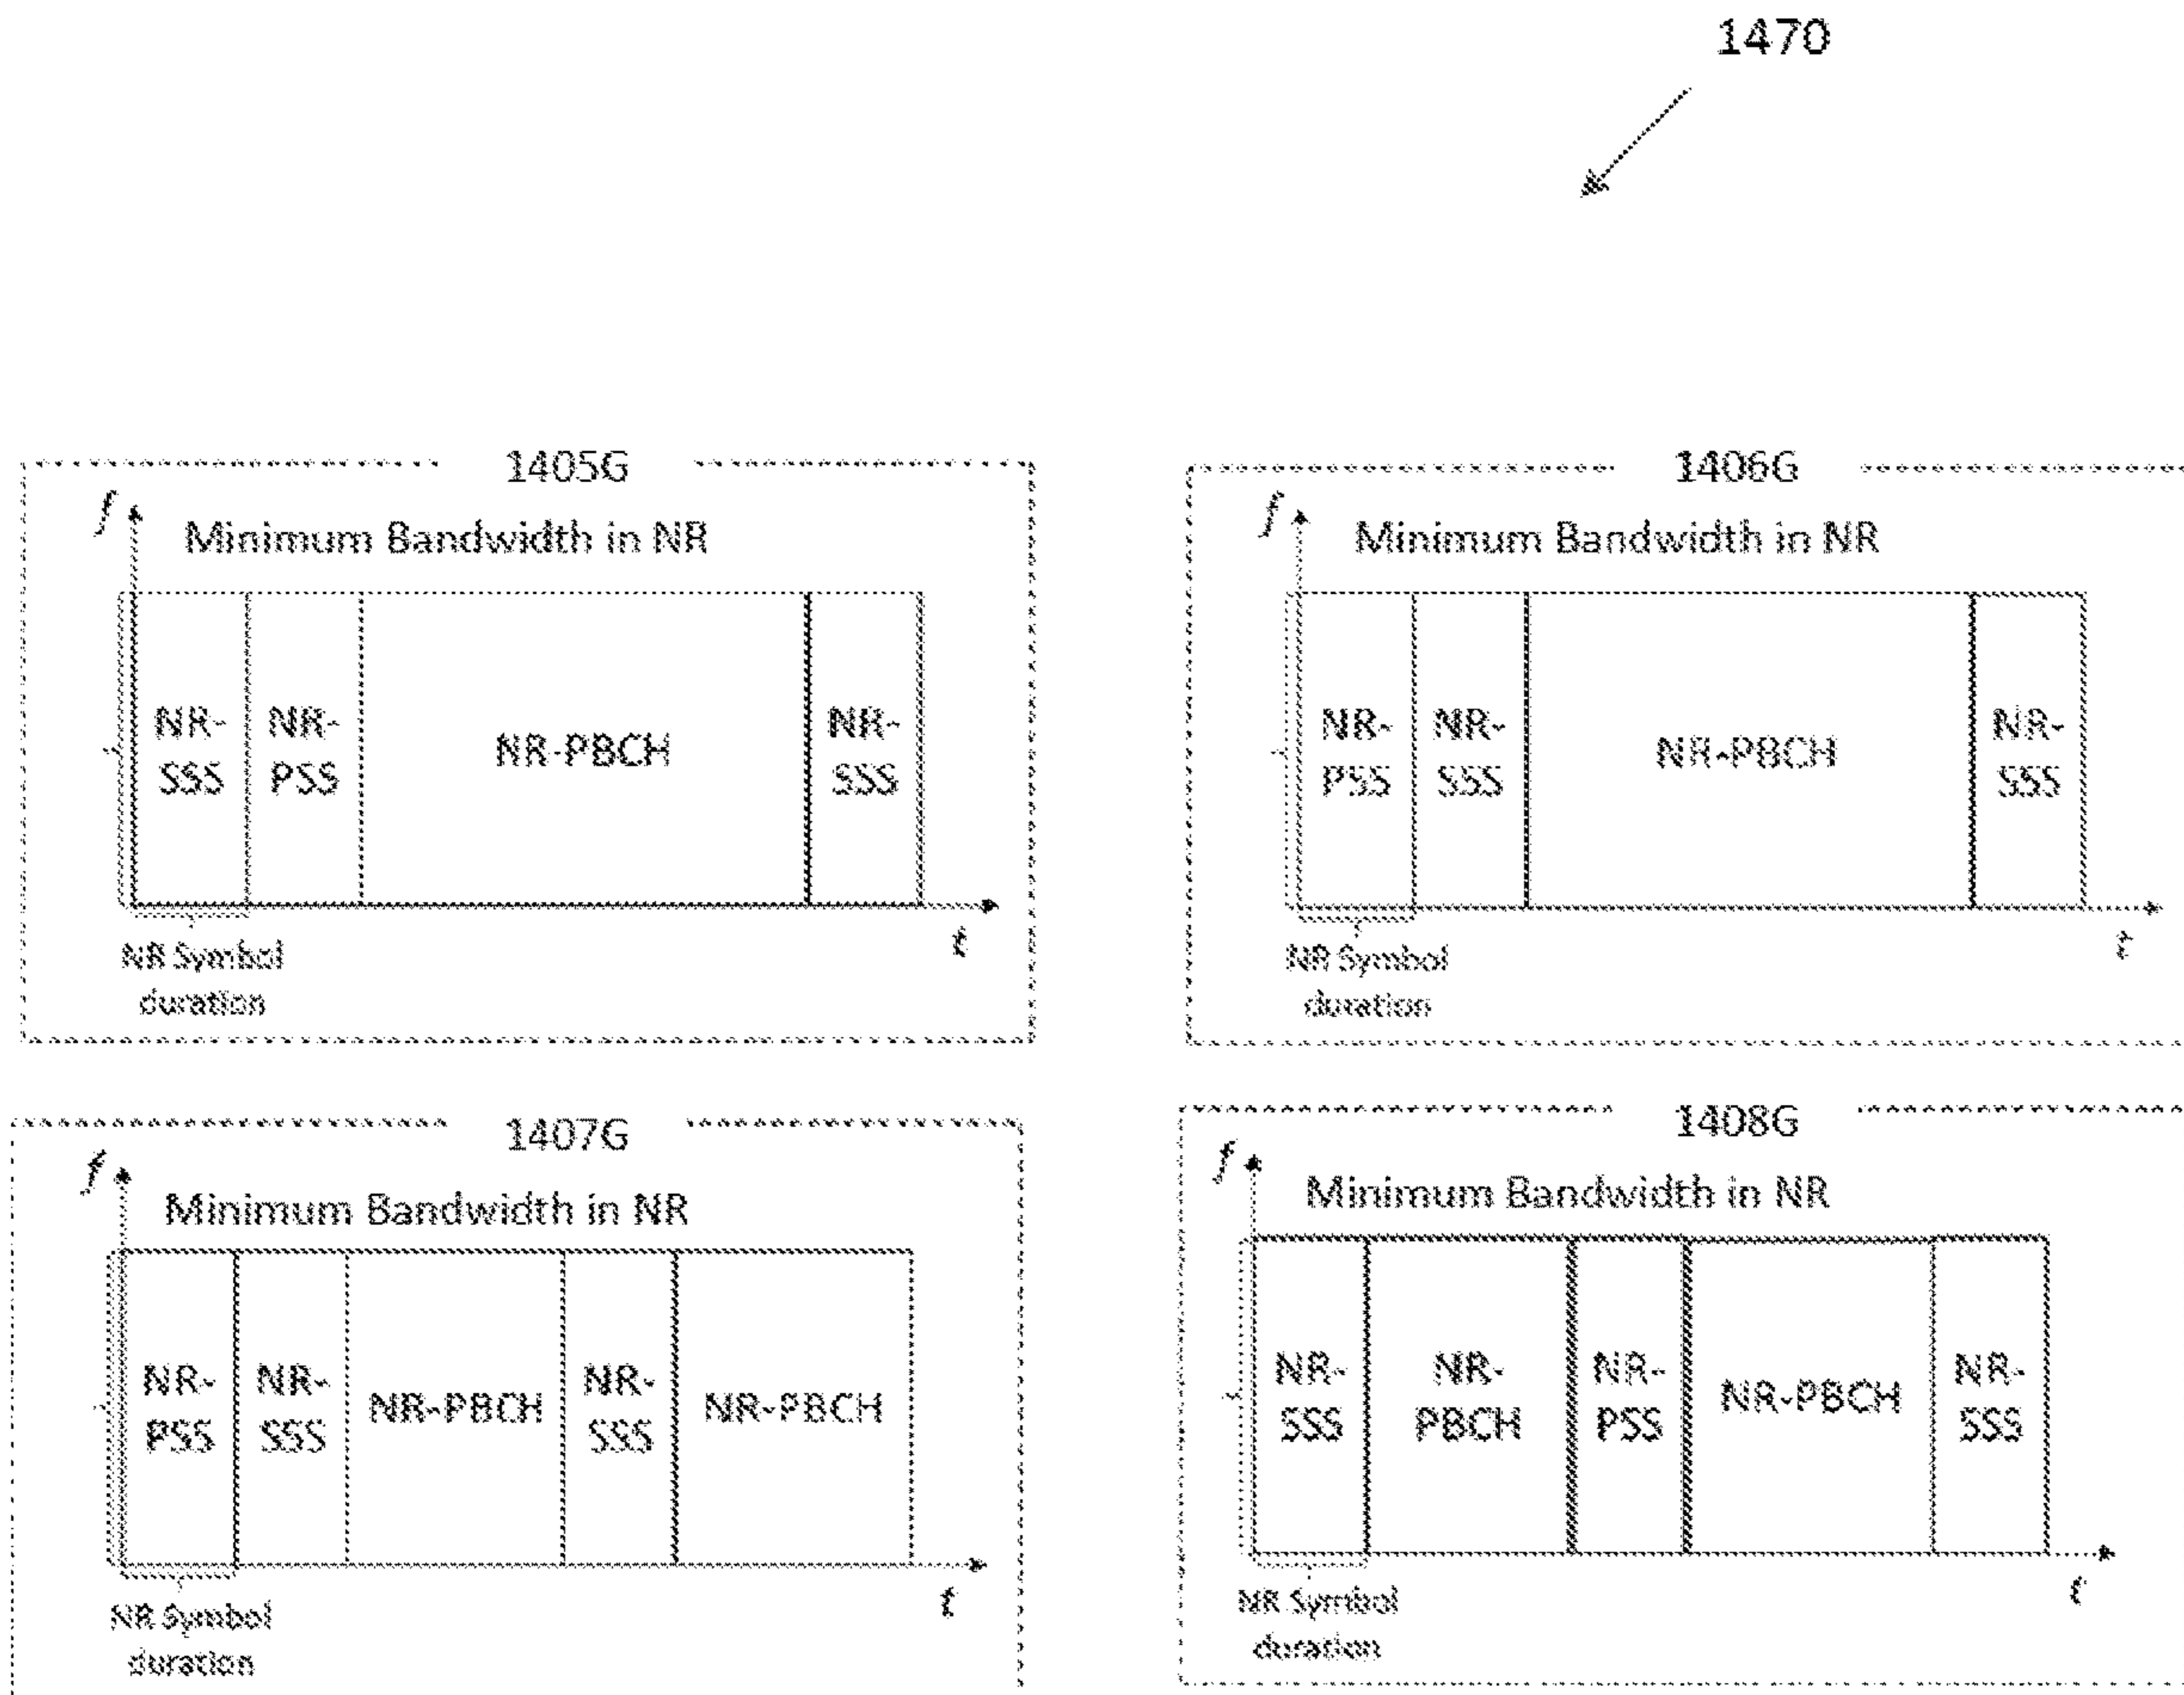 1470
1405G
f
Minimum Bandwidth in NR
NR-
SSS
NR-
PSS
NR-PBCH
NR-
SSS
t
NR Symbol
duration
1406G
f
Minimum Bandwidth in NR
NR-
PSS
NR-
SSS
NR-PBCH
NR-
SSS
t
NR Symbol
duration
1407G
f
Minimum Bandwidth in NR
NR-
PSS
NR-
SSS
NR-PBCH
NR-
SSS
NR-PBCH
t
NR Symbol
duration
1408G
f
Minimum Bandwidth in NR
NR-
SSS
NR-
PBCH
NR-
PSS
NR-PBCH
NR-
SSS
t
NR Symbol
duration